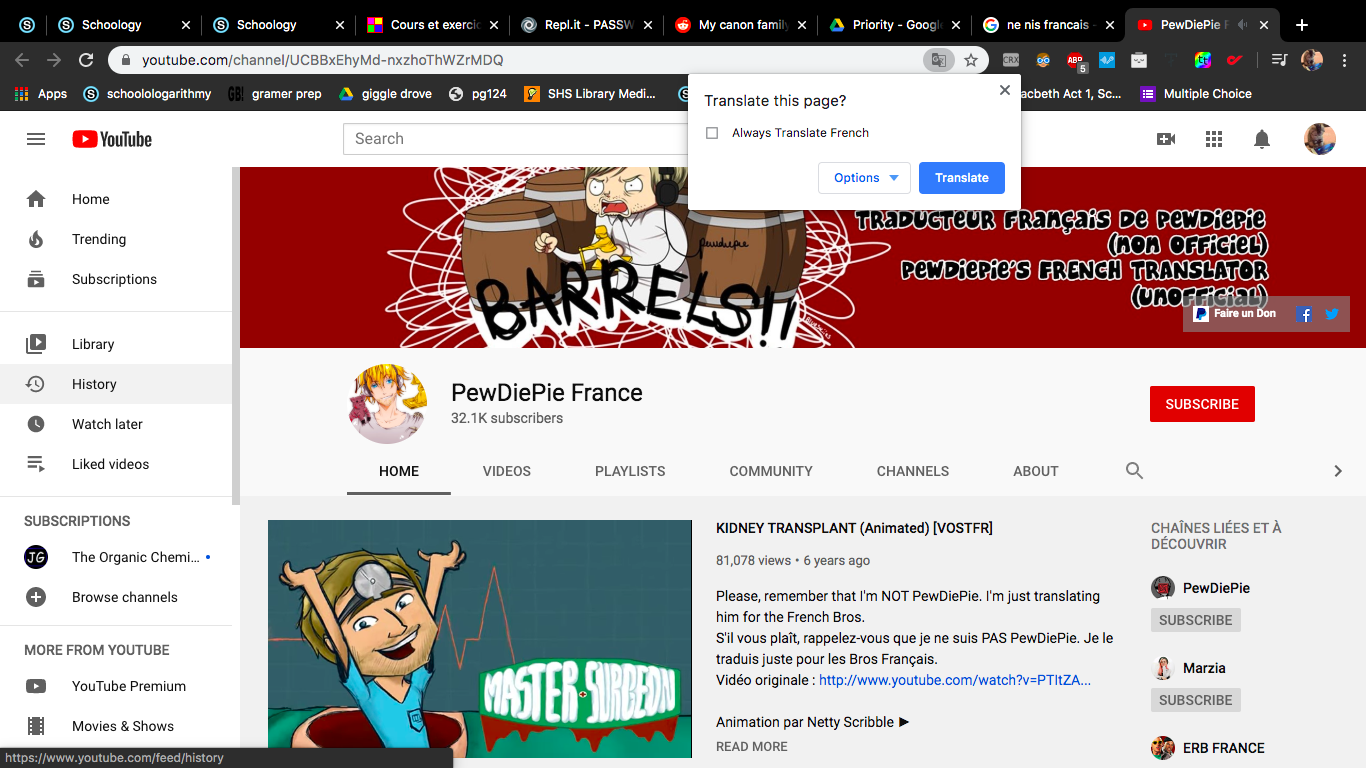 Schoology
Schoology
Cours et exercic
Repl.it - PASSW
My canon family
Priority - Google
ne nis francais -
PewDiePie F
youtube.com/channel/UCBBxEhyMd-nxzhoThWZrMDQ
CRX
ABP
5
Apps
schoolologarithmy
GB!
gramer prep
giggle drove
pg124
SHS Library Medi...
acbeth Act 1, Sc...
Multiple Choice
Translate this page?
Always Translate French
Options
Translate
YouTube
Search
Home
Trending
Subscriptions
Library
History
Watch later
Liked videos
SUBSCRIPTIONS
JG
The Organic Chemi...
Browse channels
MORE FROM YOUTUBE
YouTube Premium
Movies & Shows
https://www.youtube.com/feed/history
pewdiepie
BARRELS!!
TRADUCTEUR FRANÇAIS DE PEWDIEPIE
(NON OFFICIEL)
PEWDIEPIE'S FRENCH TRANSLATOR
(UNOFFICIAL)
Faire un Don
PewDiePie France
32.1K subscribers
SUBSCRIBE
HOME
VIDEOS
PLAYLISTS
COMMUNITY
CHANNELS
ABOUT
MASTER SURGEON
KIDNEY TRANSPLANT (Animated) [VOSTFR]
81,078 views • 6 years ago
Please, remember that I'm NOT PewDiePie. I'm just translating
him for the French Bros.
S'il vous plaît, rappelez-vous que je ne suis PAS PewDiePie. Je le
traduis juste pour les Bros Français.
Vidéo originale : http://www.youtube.com/watch?v=PTltZA...
Animation par Netty Scribble ►
READ MORE
CHAÎNES LIÉES ET À
DÉCOUVRIR
PewDiePie
SUBSCRIBE
Marzia
SUBSCRIBE
ERB FRANCE